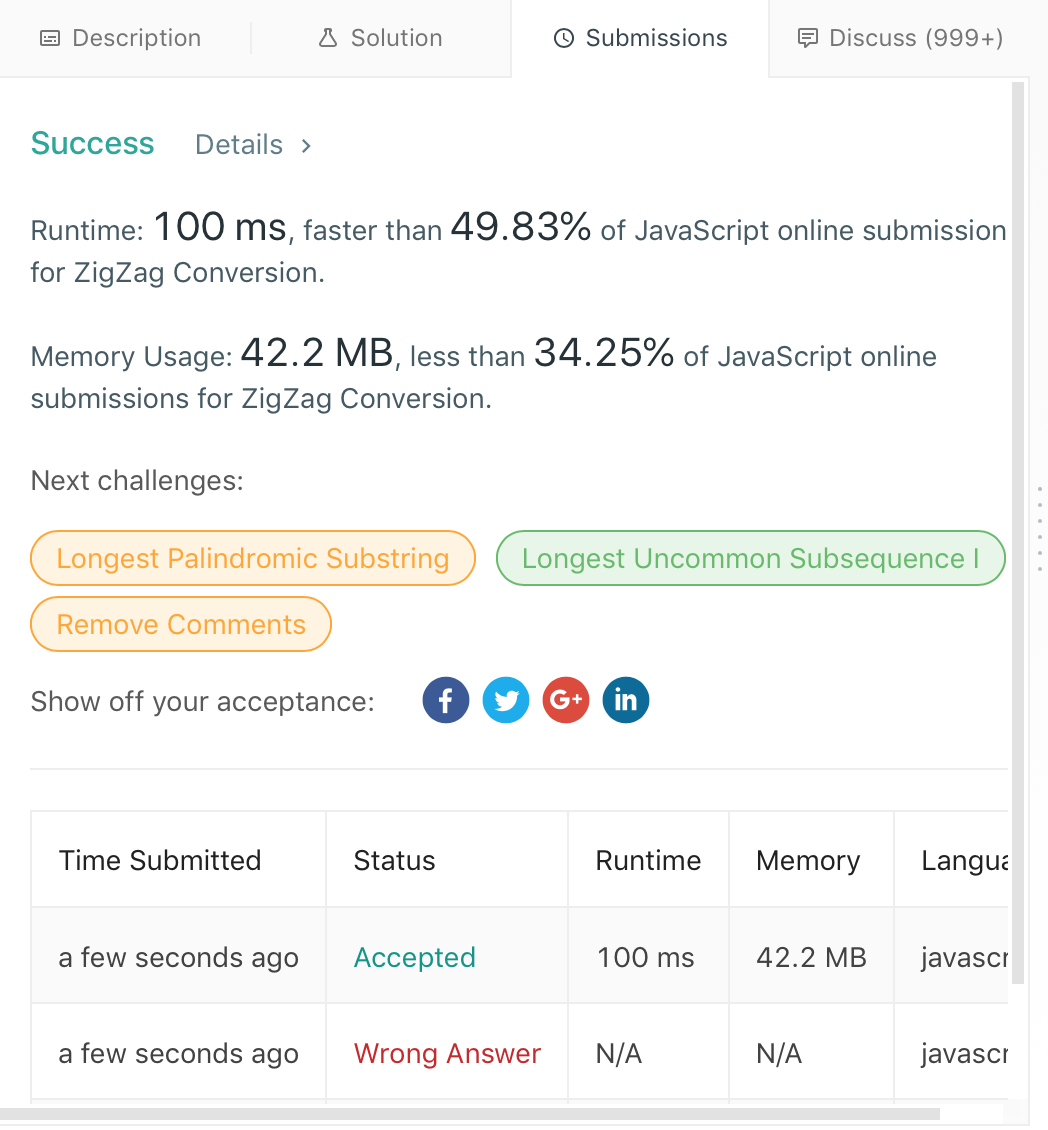 Description Solution Submissions Discuss (999+)
Success Details
Runtime: 100 ms, faster than 49.83% of JavaScript online submission
for ZigZag Conversion.
Memory Usage: 42.2 MB, less than 34.25% of JavaScript online
submissions for ZigZag Conversion.
Next challenges:
Longest Palindromic Substring Longest Uncommon Subsequence I
Remove Comments
Show off your acceptance: f G+ in
Time Submitted Status Runtime Memory Langua
a few seconds ago Accepted 100 ms 42.2 MB javascr
a few seconds ago Wrong Answer N/A N/A javascr